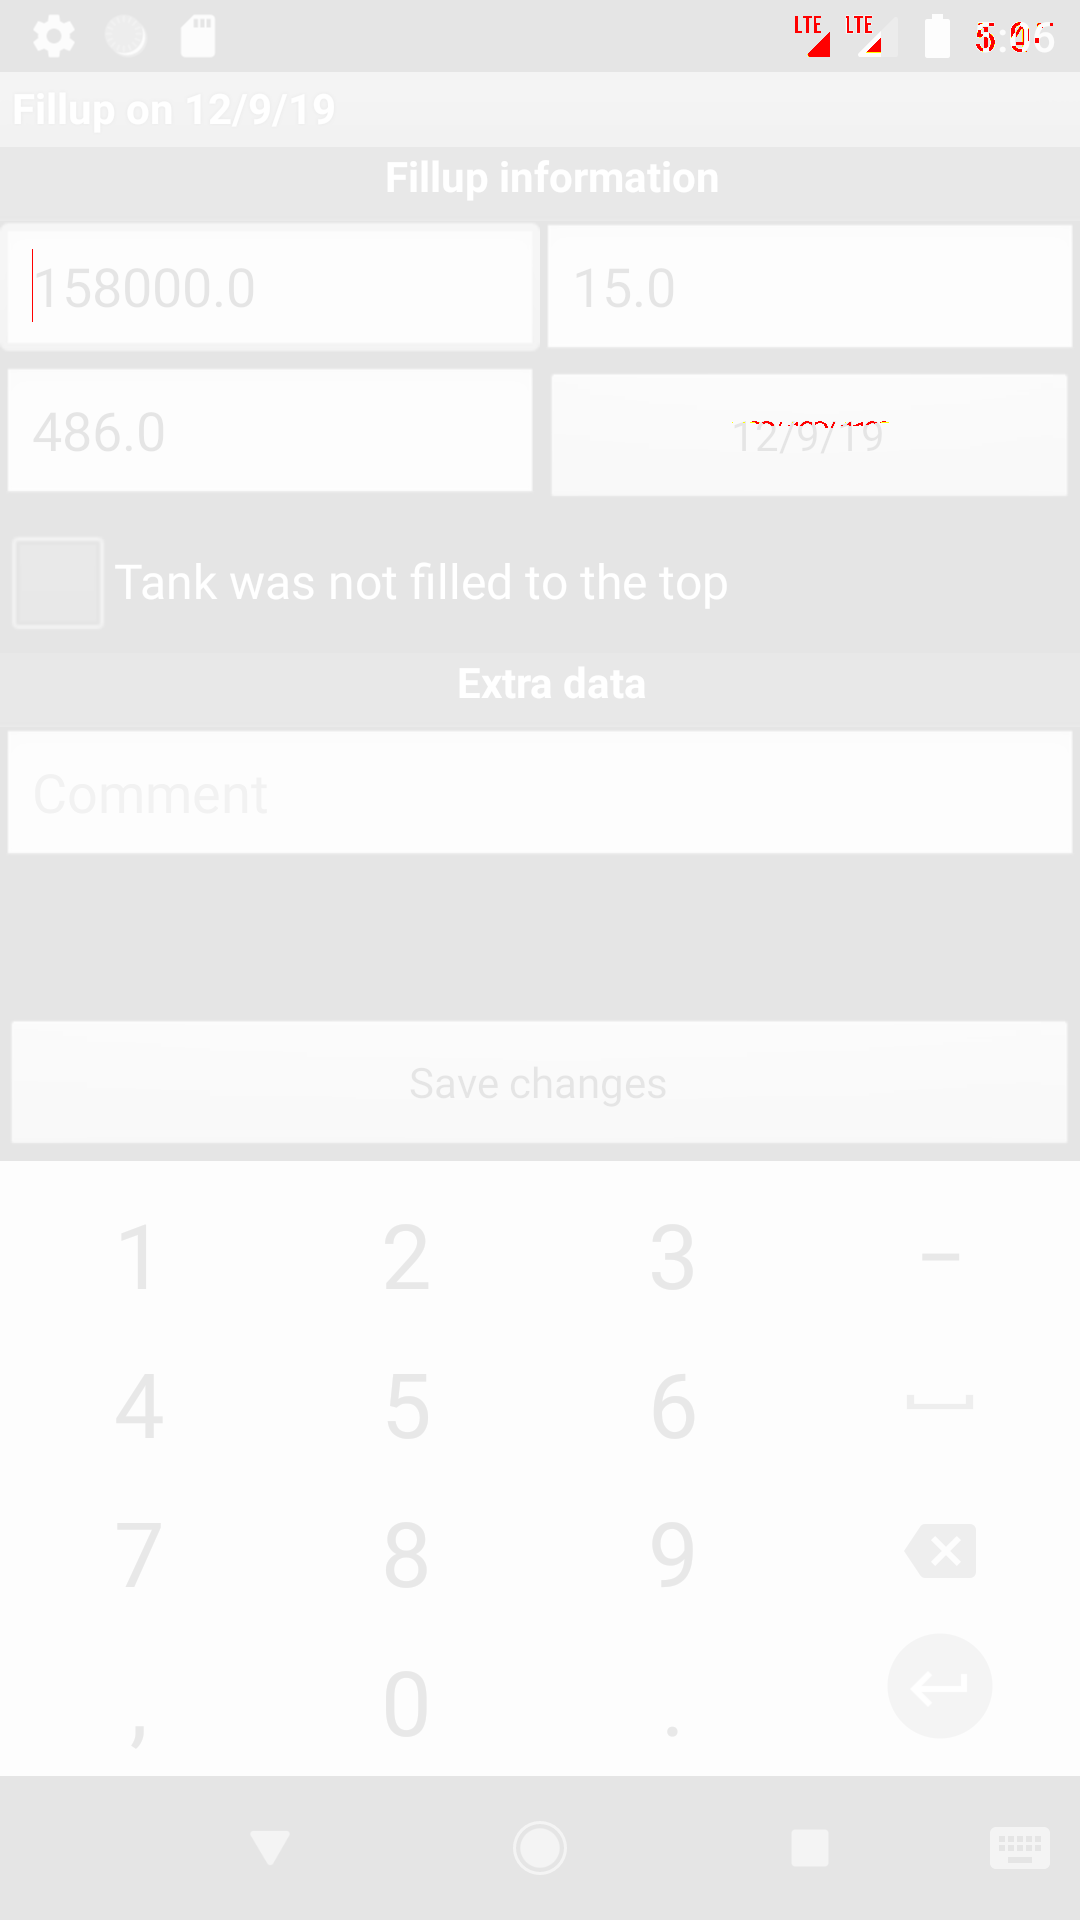 LTE LTE
Fillup on 12/9/19
Fillup information
158000.0 15.0
486.0 12/9/19
Tank was not filled to the top
Extra data
Comment
Save changes
1 2 3 –
4 5 6
7 8 9
, 0 .